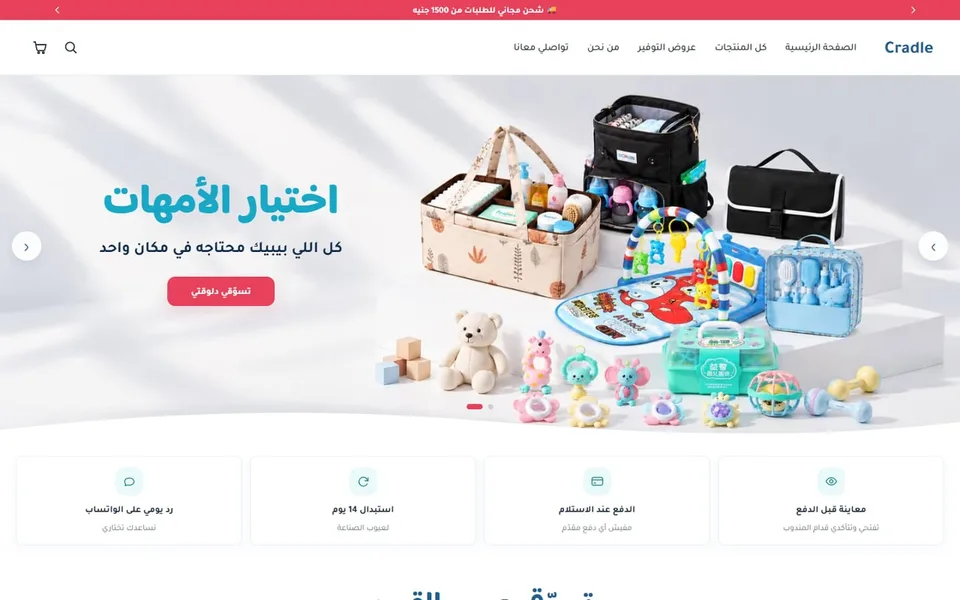 🚚 شحن مجاني للطلبات من 1500 جنيه
Cradle
الصفحة الرئيسية
كل المنتجات
عروض التوفير
من نحن
تواصلي معانا
اختيار الأمهات
كل اللي بيبيك محتاجه في مكان واحد
تسوّقي دلوقتي
معاينة قبل الدفع
تفتحي وتتأكدي قدام المندوب
الدفع عند الاستلام
مفيش أي دفع مقدّم
استبدال 14 يوم
لعيوب الصناعة
رد يومي على الواتساب
نساعدك تختاري